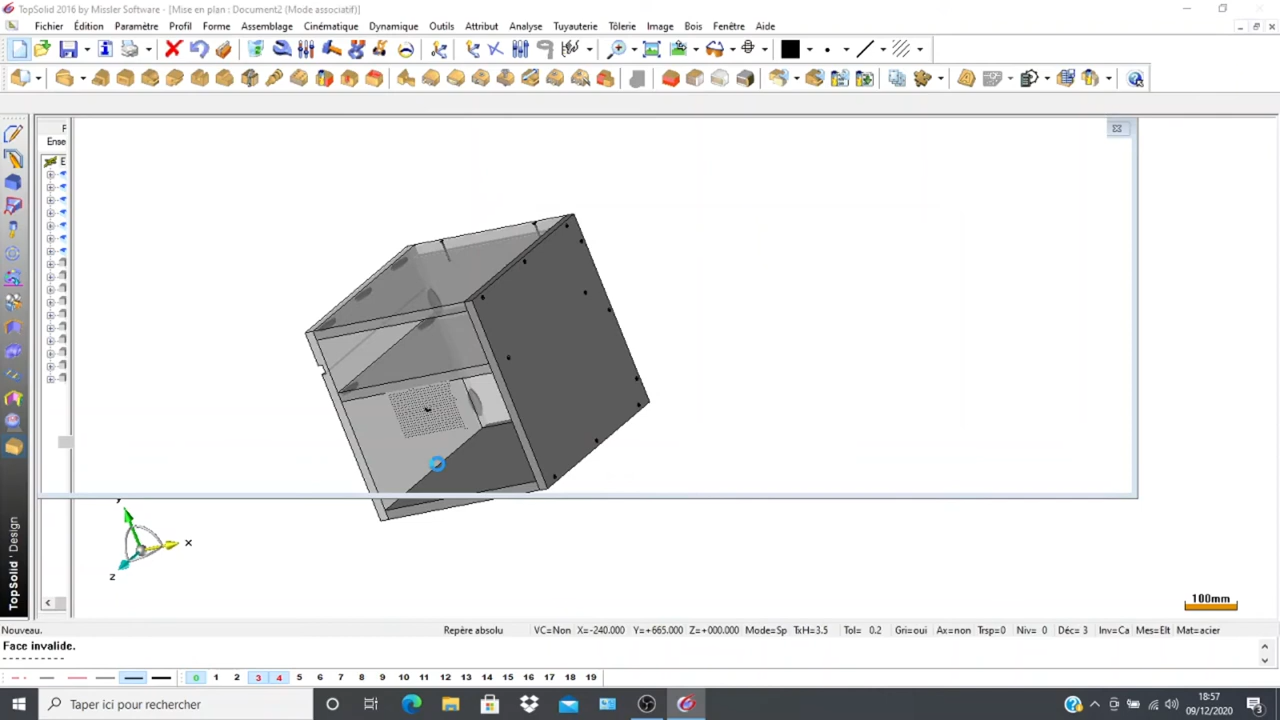 TopSolid 2016 by Missler Software - [Mise en plan : Document2 (Mode associatif)]
Fichier Édition Paramètre Profil Forme Assemblage Cinématique Dynamique Outils Attribut Analyse Tuyauterie Tôlerie Image Bois Fenêtre Aide
F
Ense
E
y
x
z
TopSolid ' Design
100mm
Nouveau. Repère absolu VC=Non X=-240.000 Y=+665.000 Z=+000.000 Mode=Sp TxH=3.5 Tol= 0.2 Gri=oui Ax=non Trsp=0 Niv= 0 Déc= 3 Inv=Ca Mes=Elt Mat=acier
Face invalide.
0 1 2 3 4 5 6 7 8 9 10 11 12 13 14 15 16 17 18 19
Taper ici pour rechercher
18:57
09/12/2020
3